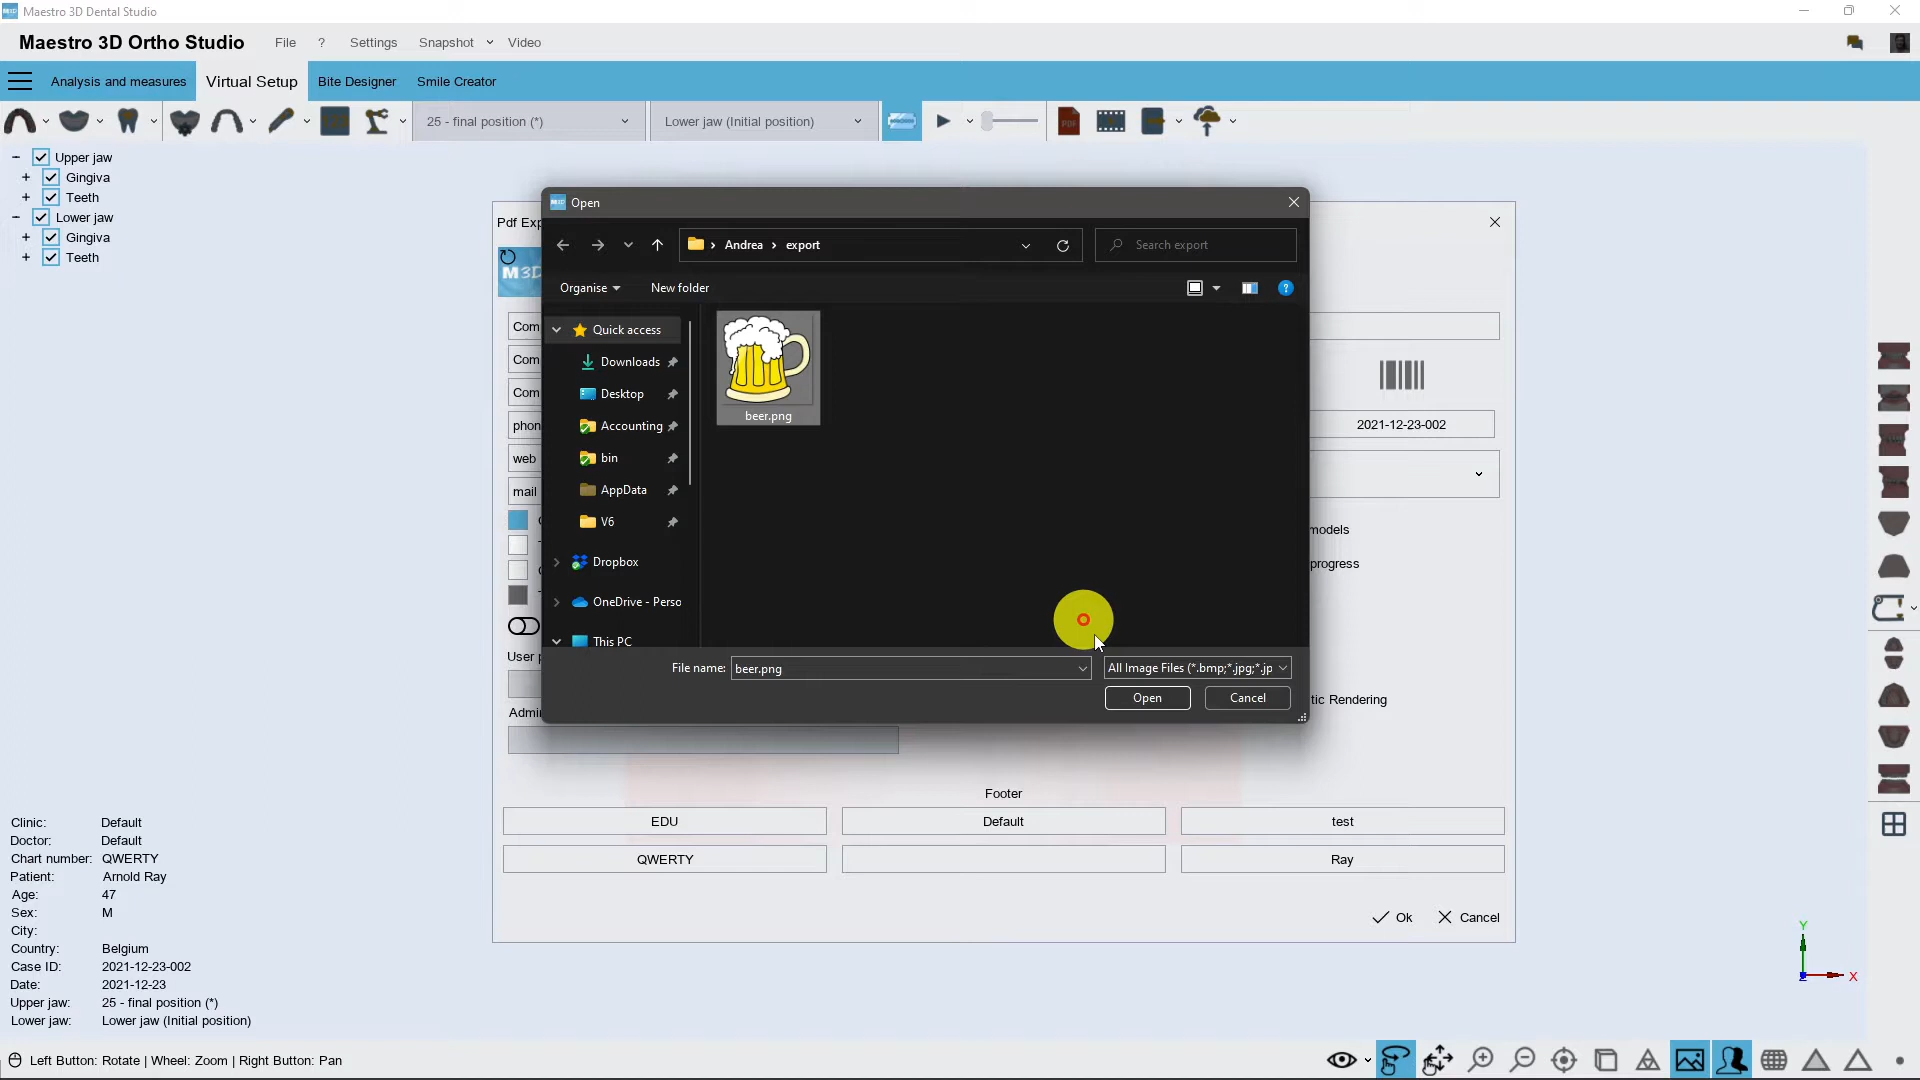 Maestro 3D Dental Studio
Maestro 3D Ortho Studio File ? Settings Snapshot Video
Analysis and measures Virtual Setup Bite Designer Smile Creator
25 - final position (*) Lower jaw (Initial position) PDF
Upper jaw
Gingiva
Teeth
Lower jaw
Gingiva
Teeth
Pdf Exp
M3D
Com
Com
Com
phon
web
mail
User p
Admi
Open
Andrea > export
Search export
Organise New folder
Quick access
Downloads
Desktop
Accounting
bin
AppData
V6
Dropbox
OneDrive - Perso
This PC
beer.png
File name: beer.png All Image Files (*.bmp;*.jpg;*.jp
Open Cancel
2021-12-23-002
models
progress
tic Rendering
Footer
EDU Default test
QWERTY Ray
Ok Cancel
Clinic: Default
Doctor: Default
Chart number: QWERTY
Patient: Arnold Ray
Age: 47
Sex: M
City:
Country: Belgium
Case ID: 2021-12-23-002
Date: 2021-12-23
Upper jaw: 25 - final position (*)
Lower jaw: Lower jaw (Initial position)
Y
X
Z
Left Button: Rotate | Wheel: Zoom | Right Button: Pan